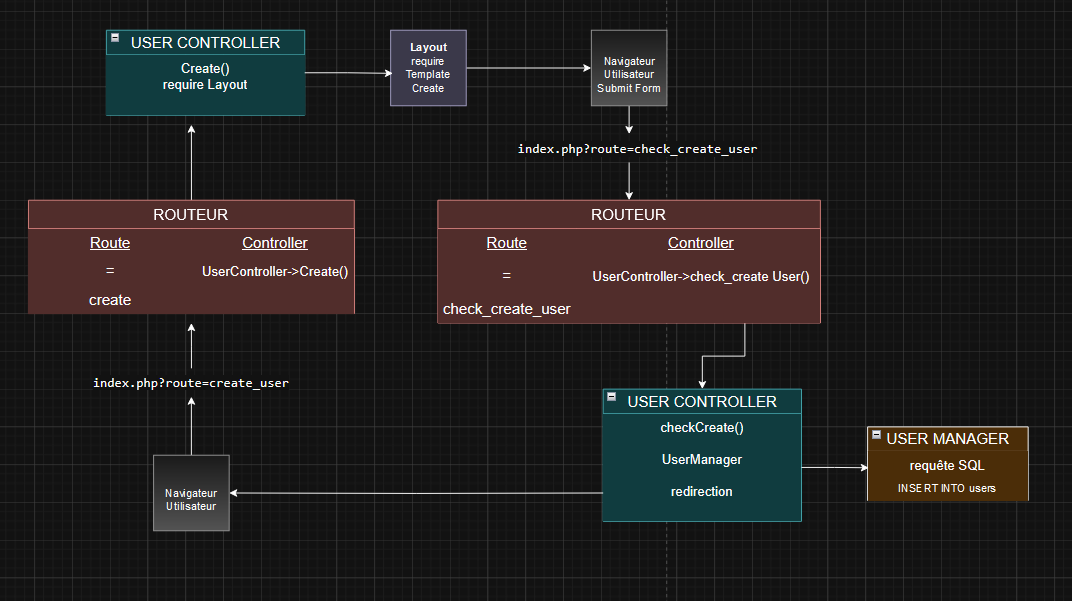 USER CONTROLLER
Create()
require Layout
Layout
require
Template
Create
Navigateur
Utilisateur
Submit Form
index.php?route=check_create_user
ROUTEUR
Route
Controller
=
UserController->Create()
create
ROUTEUR
Route
Controller
=
UserController->check_create User()
check_create_user
index.php?route=create_user
Navigateur
Utilisateur
USER CONTROLLER
checkCreate()
UserManager
redirection
USER MANAGER
requête SQL
INSERT INTO users